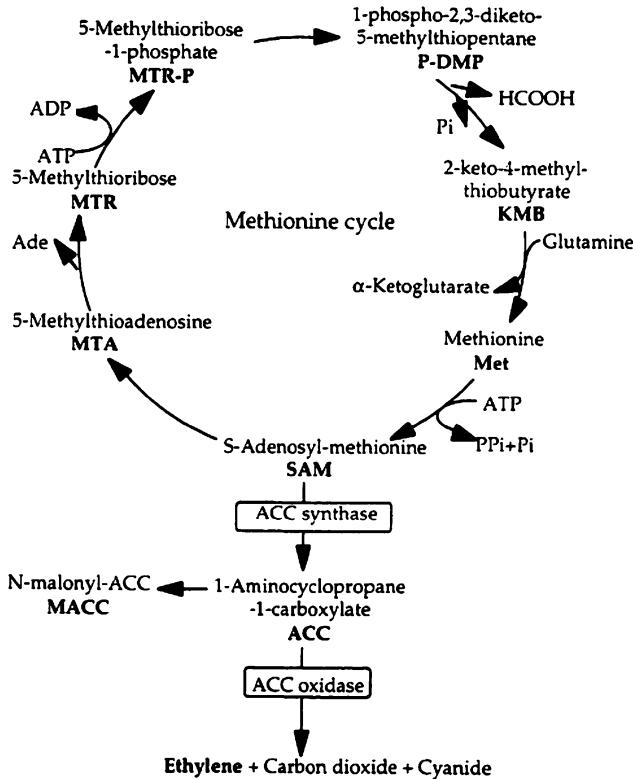 5-Methylthioribose
-1-phosphate
MTR-P
1-phospho-2,3-diketo-
5-methylthiopentane
P-DMP
HCOOH
Pi
ADP
ATP
5-Methylthioribose
MTR
2-keto-4-methyl-
thiobutyrate
KMB
Methionine cycle
Ade
Glutamine
α-Ketoglutarate
5-Methylthioadenosine
MTA
Methionine
Met
ATP
PPi+Pi
S-Adenosyl-methionine
SAM
ACC synthase
N-malonyl-ACC
MACC
1-Aminocyclopropane
-1-carboxylate
ACC
ACC oxidase
Ethylene + Carbon dioxide + Cyanide